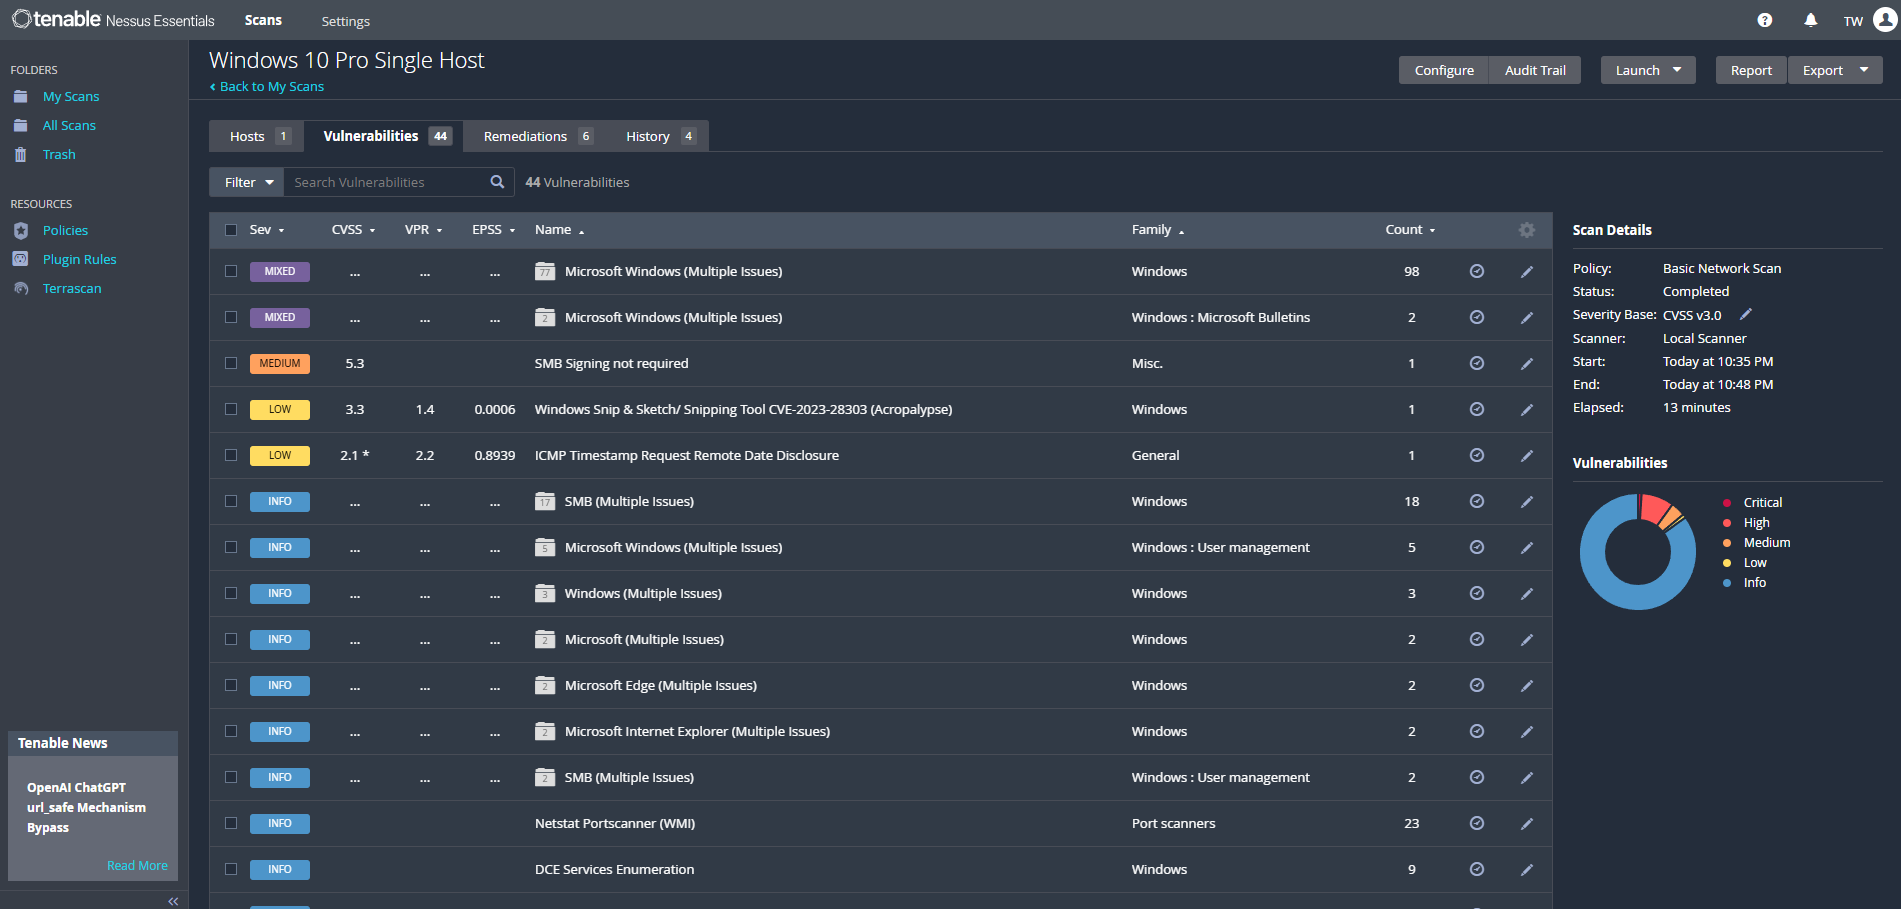 tenable Nessus Essentials Scans Settings TW
FOLDERS
My Scans
All Scans
Trash
RESOURCES
Policies
Plugin Rules
Terrascan
Tenable News
OpenAI ChatGPT
url_safe Mechanism
Bypass
Read More
Windows 10 Pro Single Host
Back to My Scans
Configure Audit Trail Launch Report Export
Hosts 1 Vulnerabilities 44 Remediations 6 History 4
Filter Search Vulnerabilities 44 Vulnerabilities
Sev CVSS VPR EPSS Name Family Count
MIXED ... ... ... 77 Microsoft Windows (Multiple Issues) Windows 98
MIXED ... ... ... 2 Microsoft Windows (Multiple Issues) Windows : Microsoft Bulletins 2
MEDIUM 5.3 SMB Signing not required Misc. 1
LOW 3.3 1.4 0.0006 Windows Snip & Sketch/ Snipping Tool CVE-2023-28303 (Acropalypse) Windows 1
LOW 2.1 * 2.2 0.8939 ICMP Timestamp Request Remote Date Disclosure General 1
INFO ... ... ... 17 SMB (Multiple Issues) Windows 18
INFO ... ... ... 5 Microsoft Windows (Multiple Issues) Windows : User management 5
INFO ... ... ... 3 Windows (Multiple Issues) Windows 3
INFO ... ... ... 2 Microsoft (Multiple Issues) Windows 2
INFO ... ... ... 2 Microsoft Edge (Multiple Issues) Windows 2
INFO ... ... ... 2 Microsoft Internet Explorer (Multiple Issues) Windows 2
INFO ... ... ... 2 SMB (Multiple Issues) Windows : User management 2
INFO Netstat Portscanner (WMI) Port scanners 23
INFO DCE Services Enumeration Windows 9
Scan Details
Policy: Basic Network Scan
Status: Completed
Severity Base: CVSS v3.0
Scanner: Local Scanner
Start: Today at 10:35 PM
End: Today at 10:48 PM
Elapsed: 13 minutes
Vulnerabilities
Critical
High
Medium
Low
Info